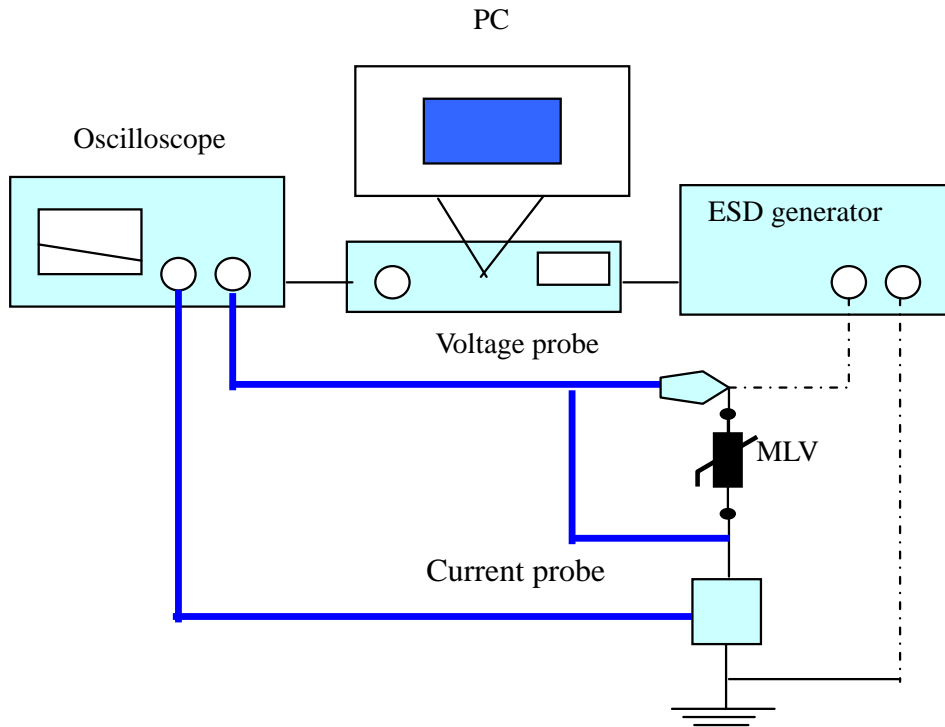 PC
Oscilloscope
ESD generator
Voltage probe
MLV
Current probe